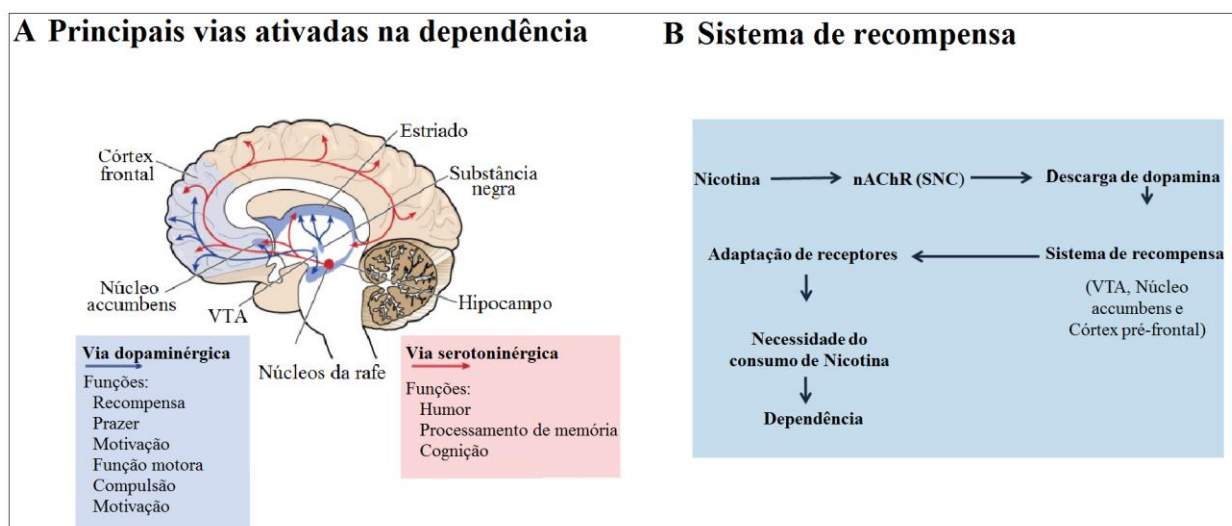 A Principais vias ativadas na dependência
Estriado
Córtex
frontal
Substância
negra
Núcleo
accumbens
VTA
Hipocampo
Núcleos da rafe
Via dopaminérgica
Funções:
Recompensa
Prazer
Motivação
Função motora
Compulsão
Motivação
Via serotoninérgica
Funções:
Humor
Processamento de memória
Cognição
B Sistema de recompensa
Nicotina
nAChR (SNC)
Descarga de dopamina
Adaptação de receptores
Sistema de recompensa
(VTA, Núcleo
accumbens e
Córtex pré-frontal)
Necessidade do
consumo de Nicotina
Dependência